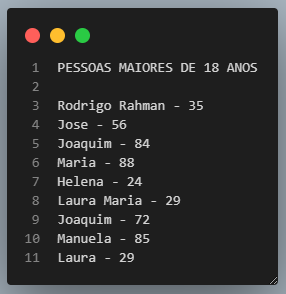 1 PESSOAS MAIORES DE 18 ANOS
2
3 Rodrigo Rahman - 35
4 Jose - 56
5 Joaquim - 84
6 Maria - 88
7 Helena - 24
8 Laura Maria - 29
9 Joaquim - 72
10 Manuela - 85
11 Laura - 29